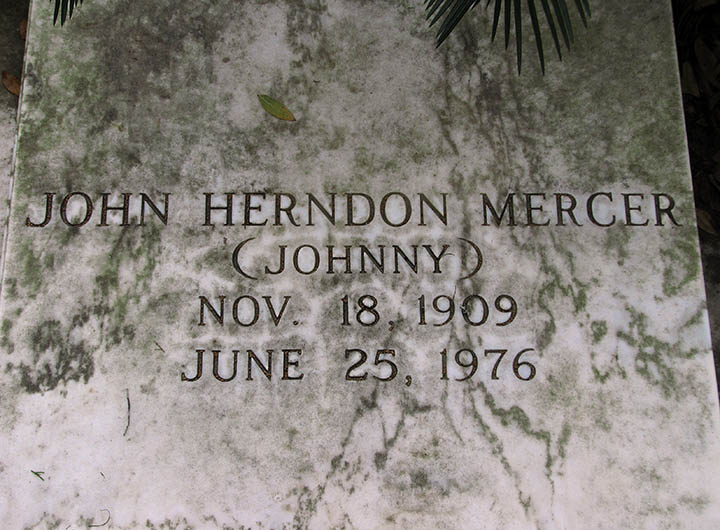 JOHN HERNDON MERCER
(JOHNNY)
NOV. 18, 1909
JUNE 25, 1976